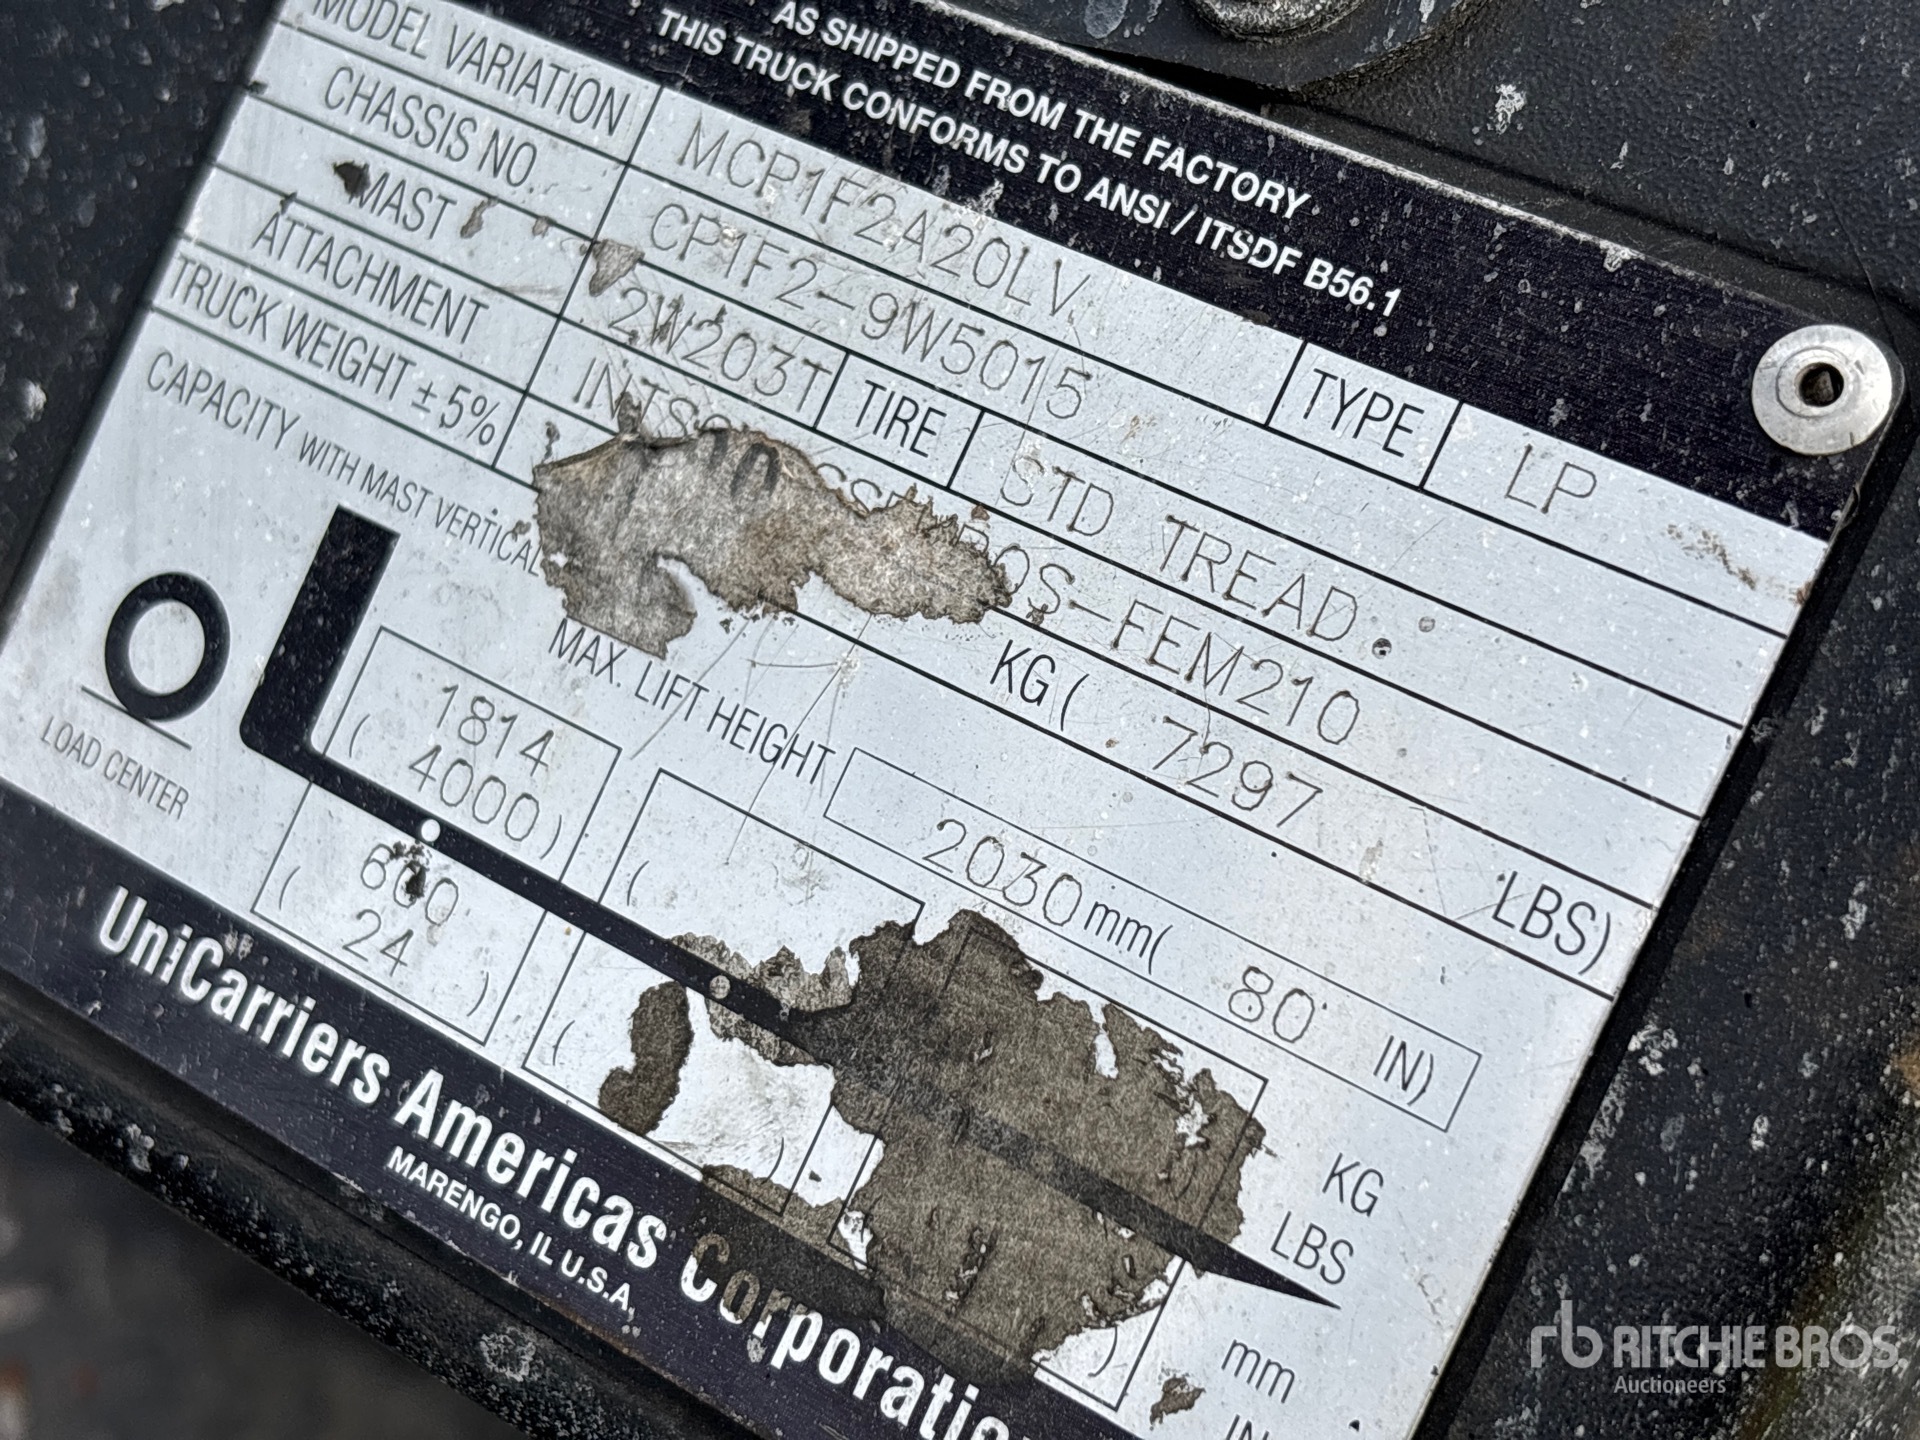 AS SHIPPED FROM THE FACTORY
THIS TRUCK CONFORMS TO ANSI / ITSDF B56.1
MODEL VARIATION MCP1F2A20LV TYPE LP
CHASSIS NO. CP1F2-9W5015
MAST 2W203T TIRE STD TREAD
ATTACHMENT FEM210
TRUCK WEIGHT ± 5% KG ( 7297 LBS)
CAPACITY WITH MAST VERTICAL
MAX. LIFT HEIGHT 2030 mm ( 80 IN)
1814 KG
( 4000 ) ( LBS
LOAD CENTER
600 mm
( 24 ) ( ) ) IN
UniCarriers Americas Corporation
MARENGO, IL U.S.A.
rb RITCHIE BROS.
Auctioneers